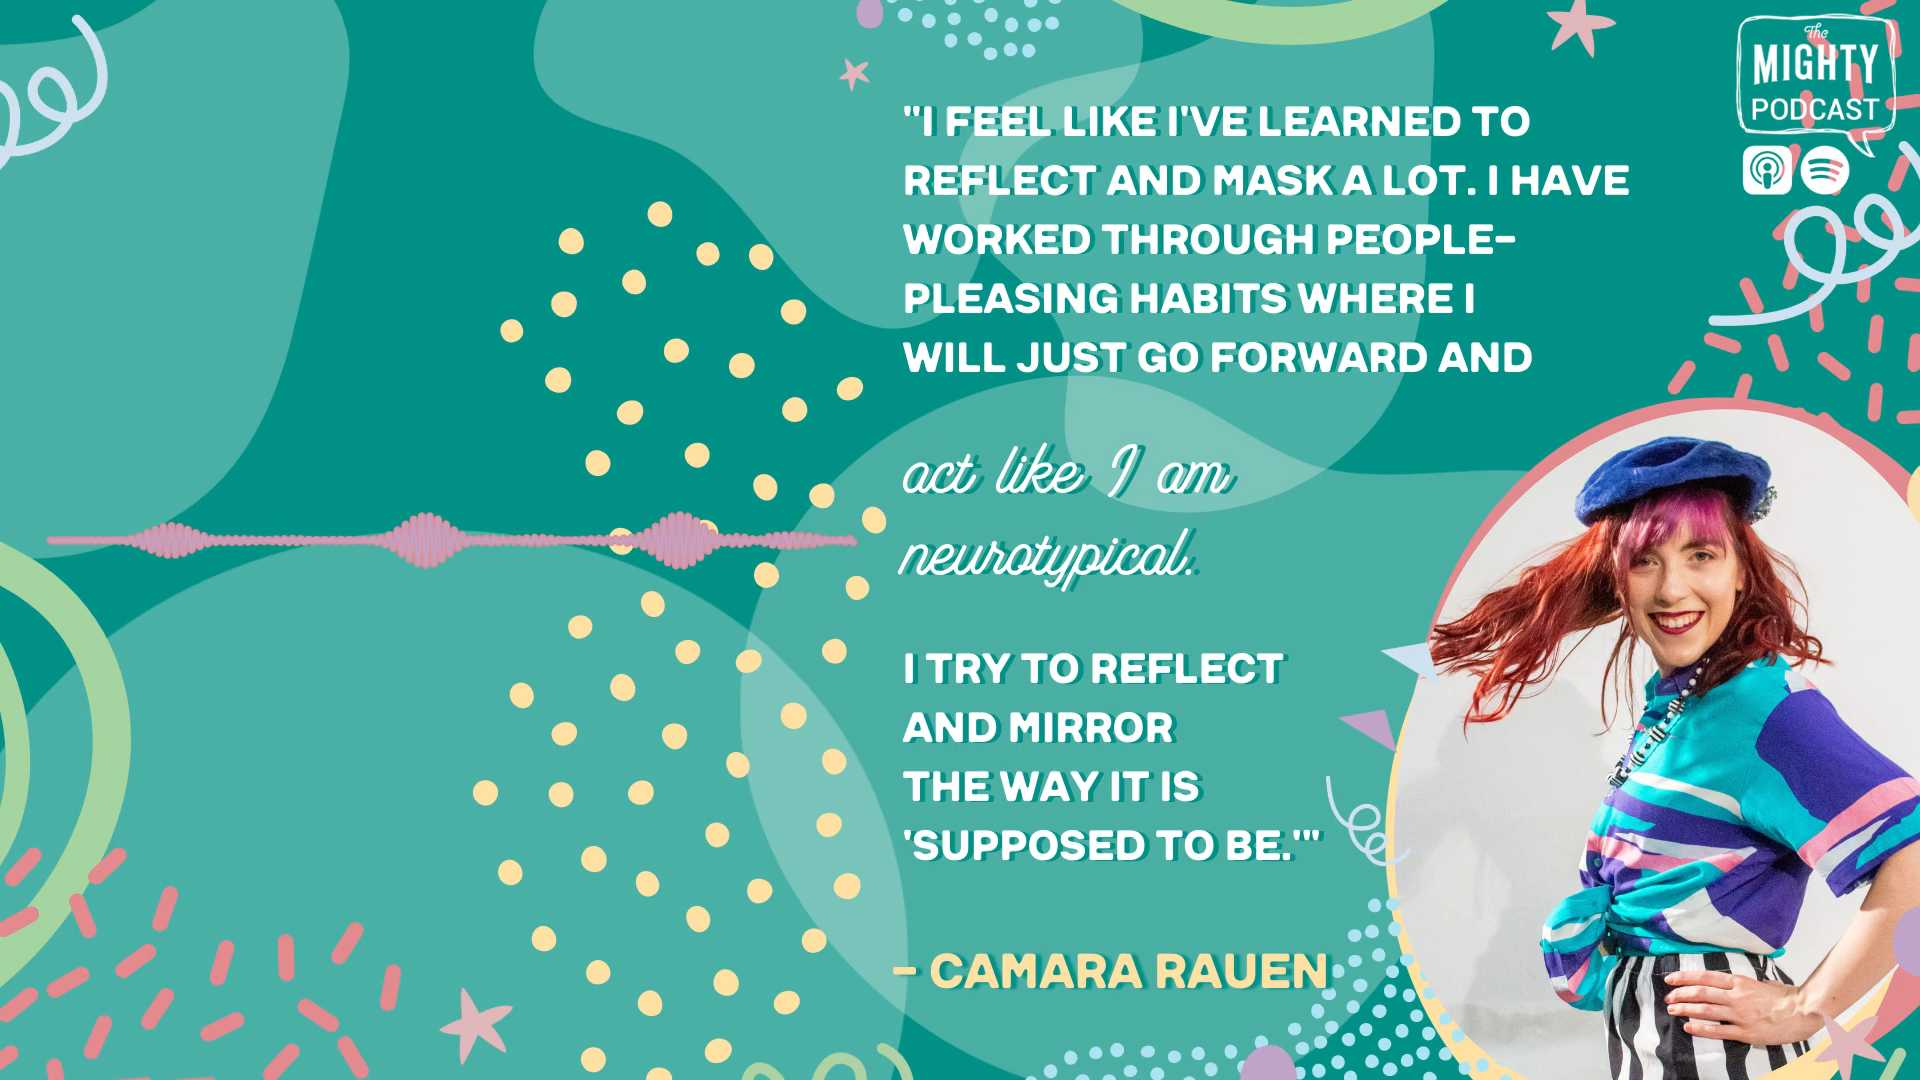 The
MIGHTY
PODCAST
"I FEEL LIKE I'VE LEARNED TO
REFLECT AND MASK A LOT. I HAVE
WORKED THROUGH PEOPLE-
PLEASING HABITS WHERE I
WILL JUST GO FORWARD AND
act like I am
neurotypical.
I TRY TO REFLECT
AND MIRROR
THE WAY IT IS
'SUPPOSED TO BE.'"
- CAMARA RAUEN